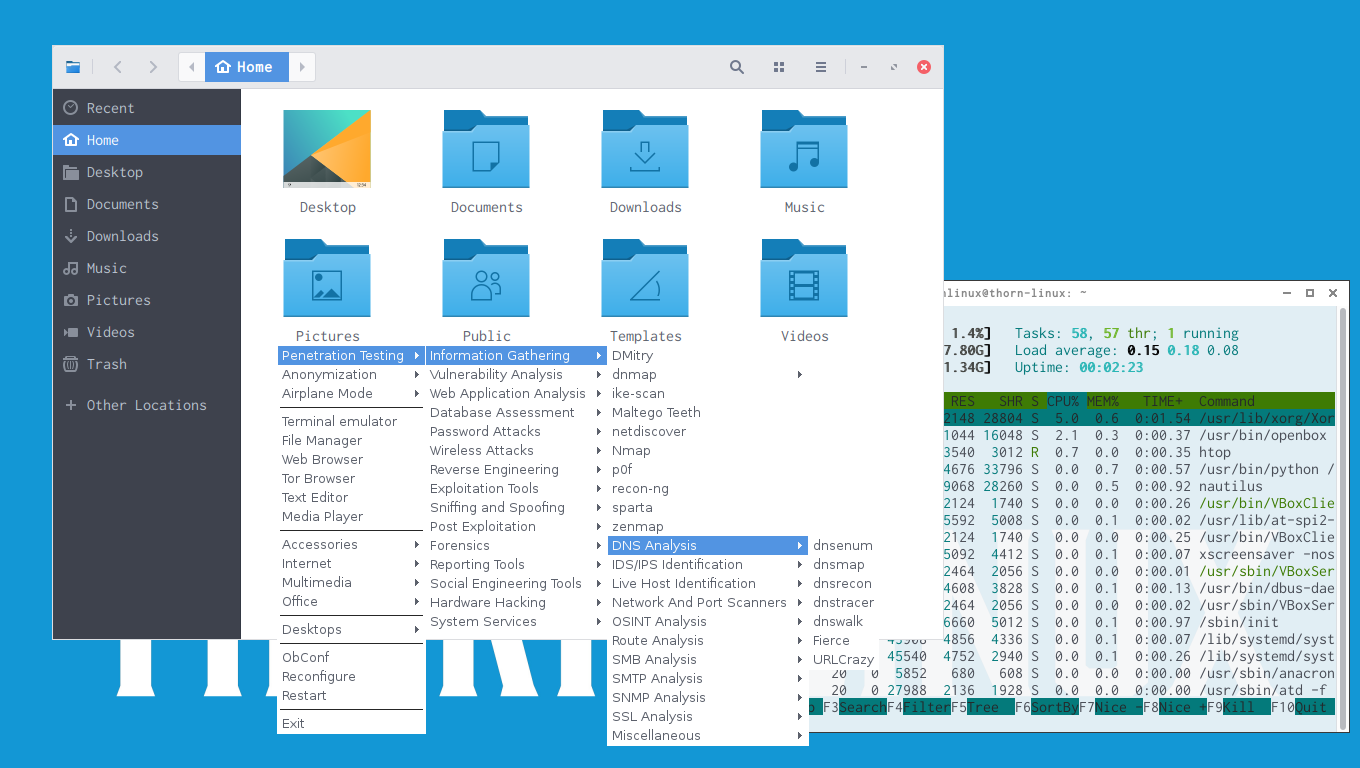 Home
Recent
Home
Desktop
Documents
Downloads
Music
Pictures
Videos
Trash
Other Locations
Desktop
Documents
Downloads
Music
Pictures
Public
Templates
Videos
Penetration Testing
Anonymization
Airplane Mode
Terminal emulator
File Manager
Web Browser
Tor Browser
Text Editor
Media Player
Accessories
Internet
Multimedia
Office
Desktops
ObConf
Reconfigure
Restart
Exit
Information Gathering
Vulnerability Analysis
Web Application Analysis
Database Assessment
Password Attacks
Wireless Attacks
Reverse Engineering
Exploitation Tools
Sniffing and Spoofing
Post Exploitation
Forensics
Reporting Tools
Social Engineering Tools
Hardware Hacking
System Services
DMitry
dnmap
ike-scan
Maltego Teeth
netdiscover
Nmap
p0f
recon-ng
sparta
zenmap
DNS Analysis
IDS/IPS Identification
Live Host Identification
Network And Port Scanners
OSINT Analysis
Route Analysis
SMB Analysis
SMTP Analysis
SNMP Analysis
SSL Analysis
Miscellaneous
dnsenum
dnsmap
dnsrecon
dnstracer
dnswalk
Fierce
URLCrazy
linux@thorn-linux: ~
1.4%] Tasks: 58, 57 thr; 1 running
7.80G] Load average: 0.15 0.18 0.08
1.34G] Uptime: 00:02:23
RES SHR S CPU% MEM% TIME+ Command
2148 28804 S 5.0 0.6 0:01.54 /usr/lib/xorg/Xor
1044 16048 S 2.1 0.3 0:00.37 /usr/bin/openbox
3540 3012 R 0.7 0.0 0:00.35 htop
4676 33796 S 0.0 0.7 0:00.57 /usr/bin/python /
9068 28260 S 0.0 0.5 0:00.92 nautilus
2124 1740 S 0.0 0.0 0:00.26 /usr/bin/VBoxClie
5592 5008 S 0.0 0.1 0:00.02 /usr/lib/at-spi2-
2124 1740 S 0.0 0.0 0:00.25 /usr/bin/VBoxClie
5092 4412 S 0.0 0.1 0:00.07 xscreensaver -nos
2464 2056 S 0.0 0.0 0:00.01 /usr/sbin/VBoxSer
4608 3828 S 0.0 0.1 0:00.13 /usr/bin/dbus-dae
2464 2056 S 0.0 0.0 0:00.02 /usr/sbin/VBoxSer
6660 5012 S 0.0 0.1 0:00.97 /sbin/init
4856 4336 S 0.0 0.1 0:00.07 /lib/systemd/syst
45540 4752 2940 S 0.0 0.1 0:00.26 /lib/systemd/syst
20 0 5852 680 608 S 0.0 0.0 0:00.00 /usr/sbin/anacron
20 0 27988 2136 1928 S 0.0 0.0 0:00.00 /usr/sbin/atd -f
F3Search F4Filter F5Tree F6SortBy F7Nice - F8Nice + F9Kill F10Quit